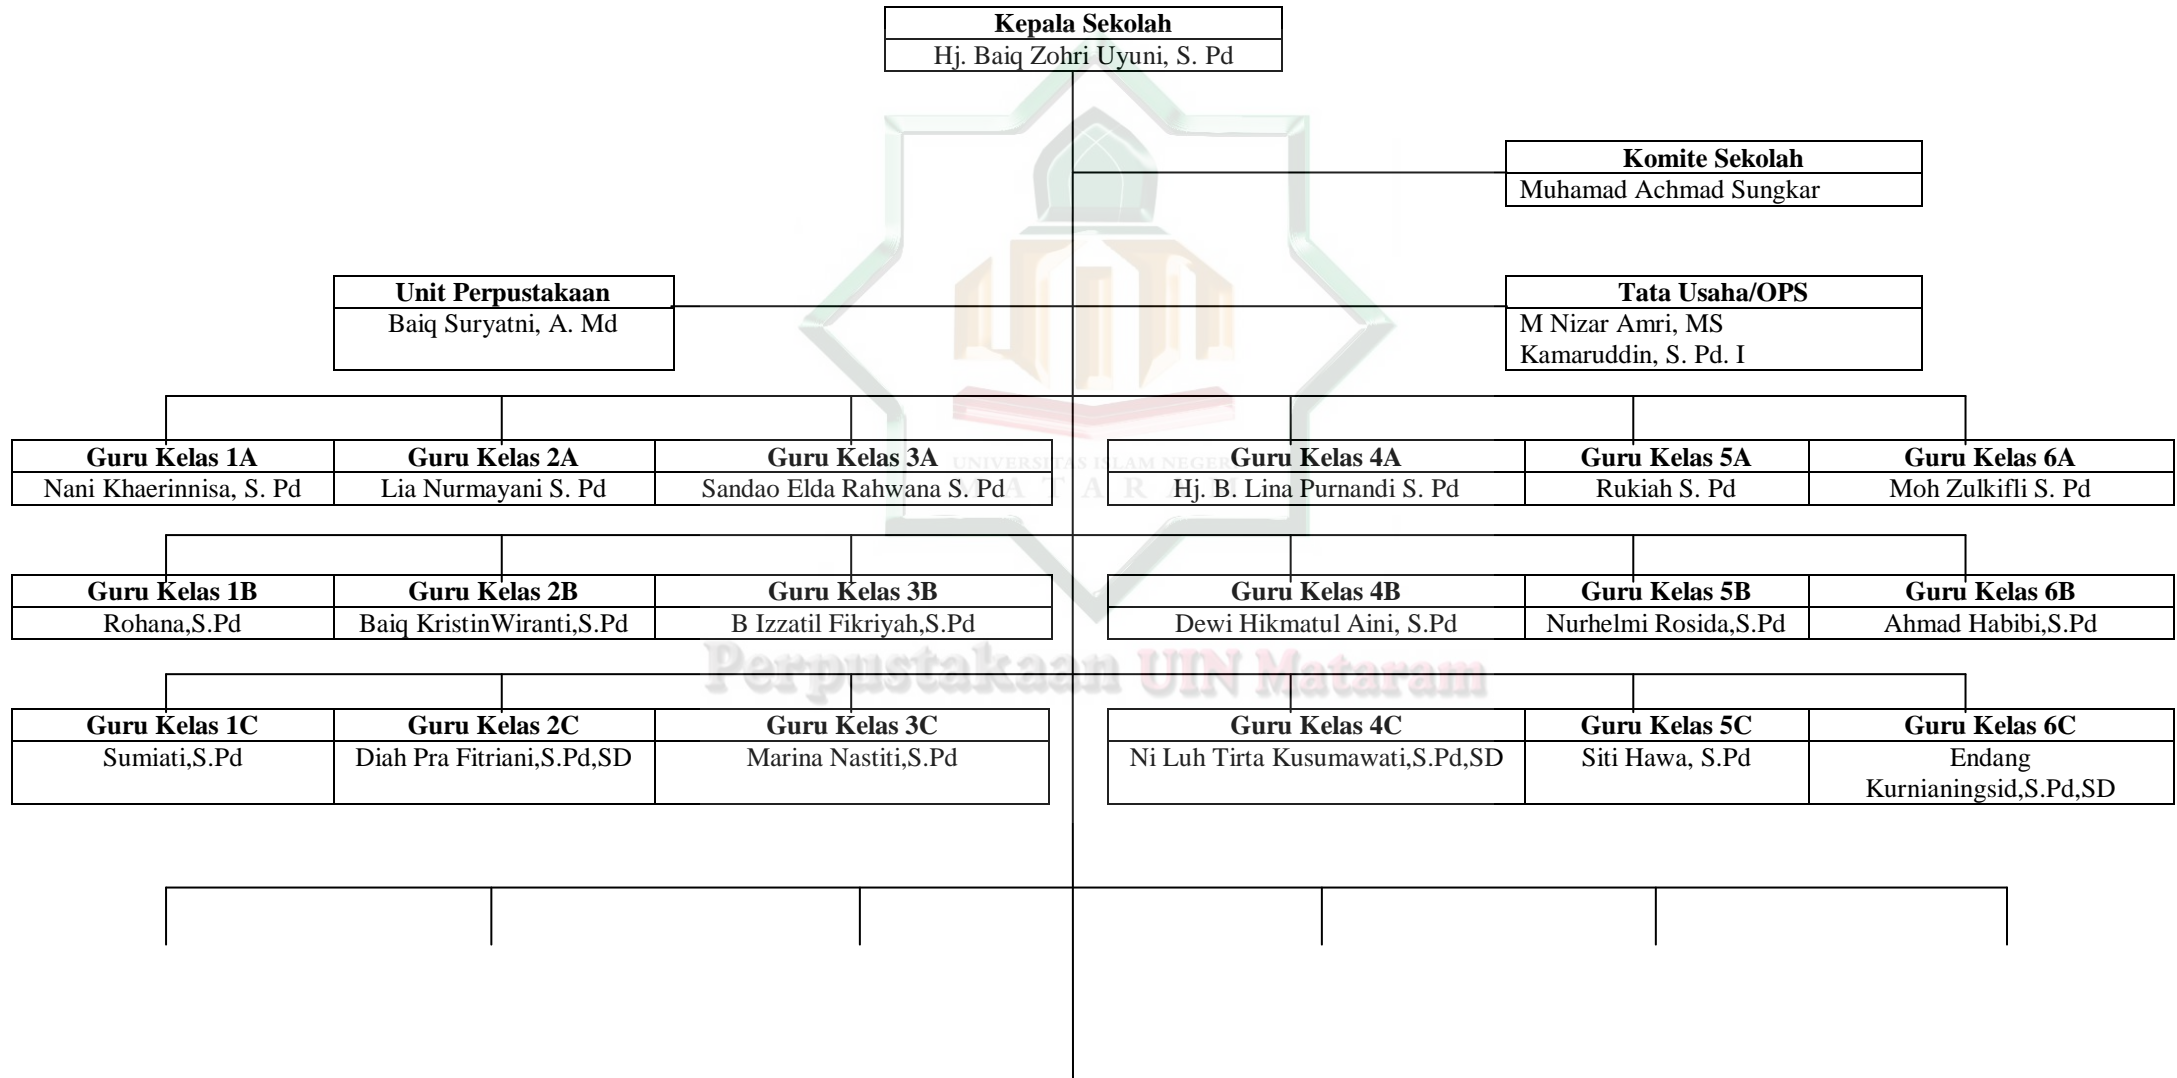 Kepala Sekolah
Hj. Baiq Zohri Uyuni, S. Pd
Komite Sekolah
Muhamad Achmad Sungkar
Unit Perpustakaan
Baiq Suryatni, A. Md
Tata Usaha/OPS
M Nizar Amri, MS
Kamaruddin, S. Pd. I
Guru Kelas 1A
Nani Khaerinnisa, S. Pd
Guru Kelas 2A
Lia Nurmayani S. Pd
Guru Kelas 3A
Sandao Elda Rahwana S. Pd
Guru Kelas 4A
Hj. B. Lina Purnandi S. Pd
Guru Kelas 5A
Rukiah S. Pd
Guru Kelas 6A
Moh Zulkifli S. Pd
UNIVERSITAS ISLAM NEGERI
MATARAM
Guru Kelas 1B
Rohana,S.Pd
Guru Kelas 2B
Baiq KristinWiranti,S.Pd
Guru Kelas 3B
B Izzatil Fikriyah,S.Pd
Guru Kelas 4B
Dewi Hikmatul Aini, S.Pd
Guru Kelas 5B
Nurhelmi Rosida,S.Pd
Guru Kelas 6B
Ahmad Habibi,S.Pd
Perpustakaan UIN Mataram
Guru Kelas 1C
Sumiati,S.Pd
Guru Kelas 2C
Diah Pra Fitriani,S.Pd,SD
Guru Kelas 3C
Marina Nastiti,S.Pd
Guru Kelas 4C
Ni Luh Tirta Kusumawati,S.Pd,SD
Guru Kelas 5C
Siti Hawa, S.Pd
Guru Kelas 6C
Endang
Kurnianingsid,S.Pd,SD